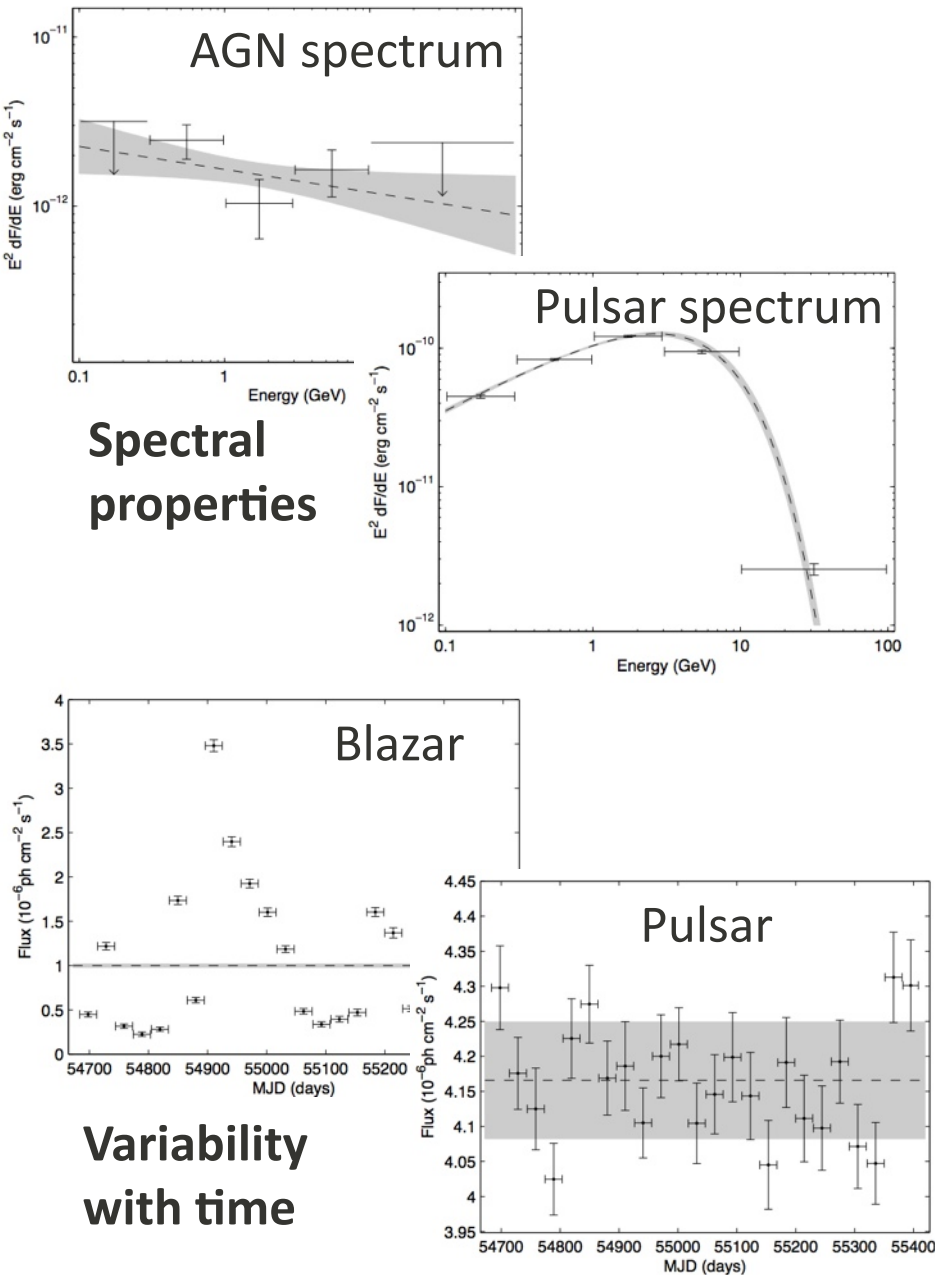 AGN spectrum
10⁻¹¹
10⁻¹²
E² dF/dE (erg cm⁻² s⁻¹)
0.1 1
Energy (GeV)
Pulsar spectrum
10⁻¹⁰
10⁻¹¹
10⁻¹²
E² dF/dE (erg cm⁻² s⁻¹)
0.1 1 10 100
Energy (GeV)
Spectral
properties
Blazar
4
3.5
3
2.5
2
1.5
1
0.5
0
Flux (10⁻⁶ph cm⁻² s⁻¹)
54700 54800 54900 55000 55100 55200
MJD (days)
Pulsar
4.45
4.4
4.35
4.3
4.25
4.2
4.15
4.1
4.05
4
3.95
Flux (10⁻⁶ph cm⁻² s⁻¹)
54700 54800 54900 55000 55100 55200 55300 55400
MJD (days)
Variability
with time